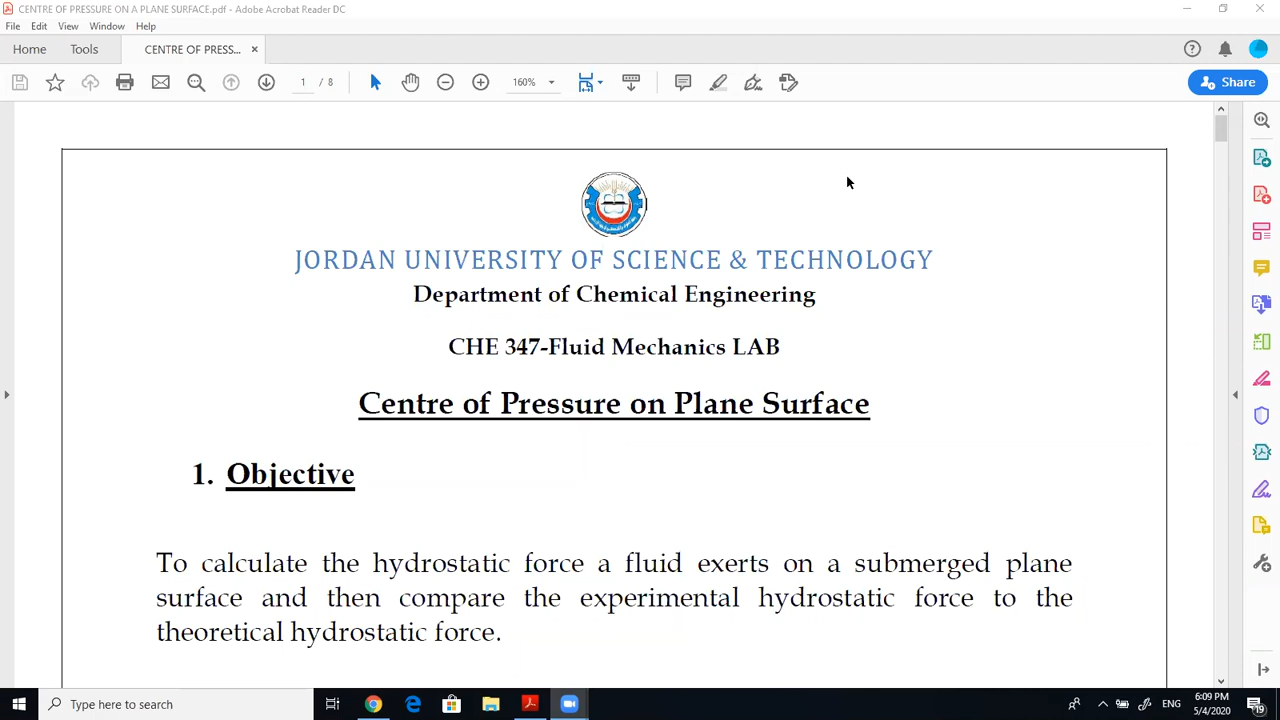 CENTRE OF PRESSURE ON A PLANE SURFACE.pdf - Adobe Acrobat Reader DC
File Edit View Window Help
Home Tools CENTRE OF PRESS... ×
1 / 8 160% Share
JORDAN UNIVERSITY OF SCIENCE & TECHNOLOGY
Department of Chemical Engineering
CHE 347-Fluid Mechanics LAB
Centre of Pressure on Plane Surface
1. Objective
To calculate the hydrostatic force a fluid exerts on a submerged plane
surface and then compare the experimental hydrostatic force to the
theoretical hydrostatic force.
Type here to search
ENG
6:09 PM
5/4/2020
19